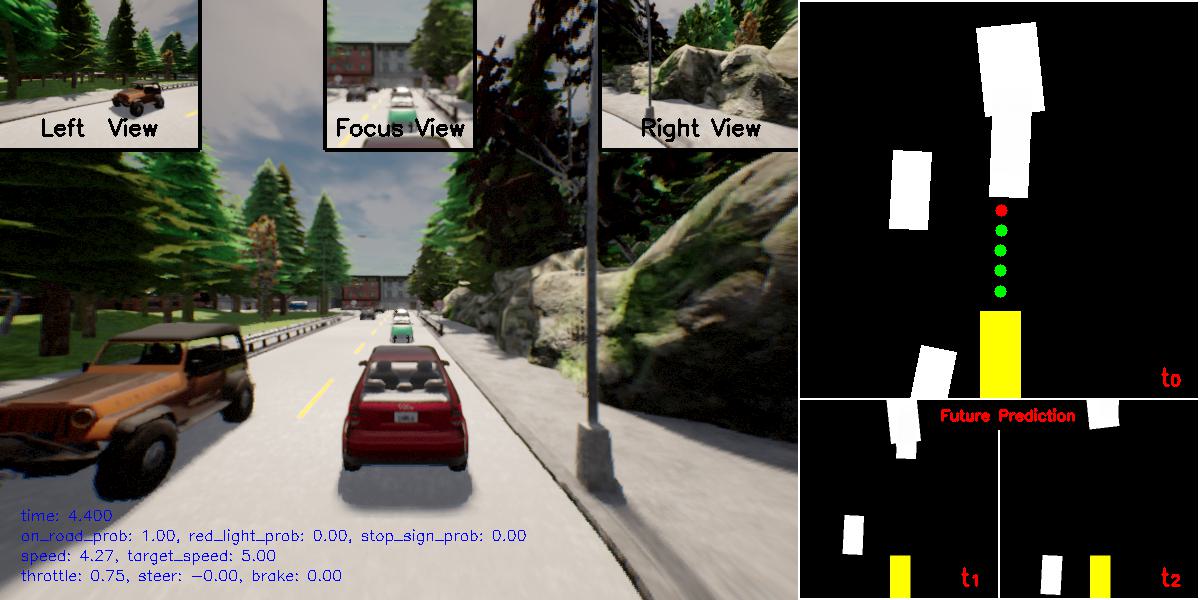 Left View
Focus View
Right View
time: 4.400
on_road_prob: 1.00, red_light_prob: 0.00, stop_sign_prob: 0.00
speed: 4.27, target_speed: 5.00
throttle: 0.75, steer: -0.00, brake: 0.00
t0
Future Prediction
t1
t2